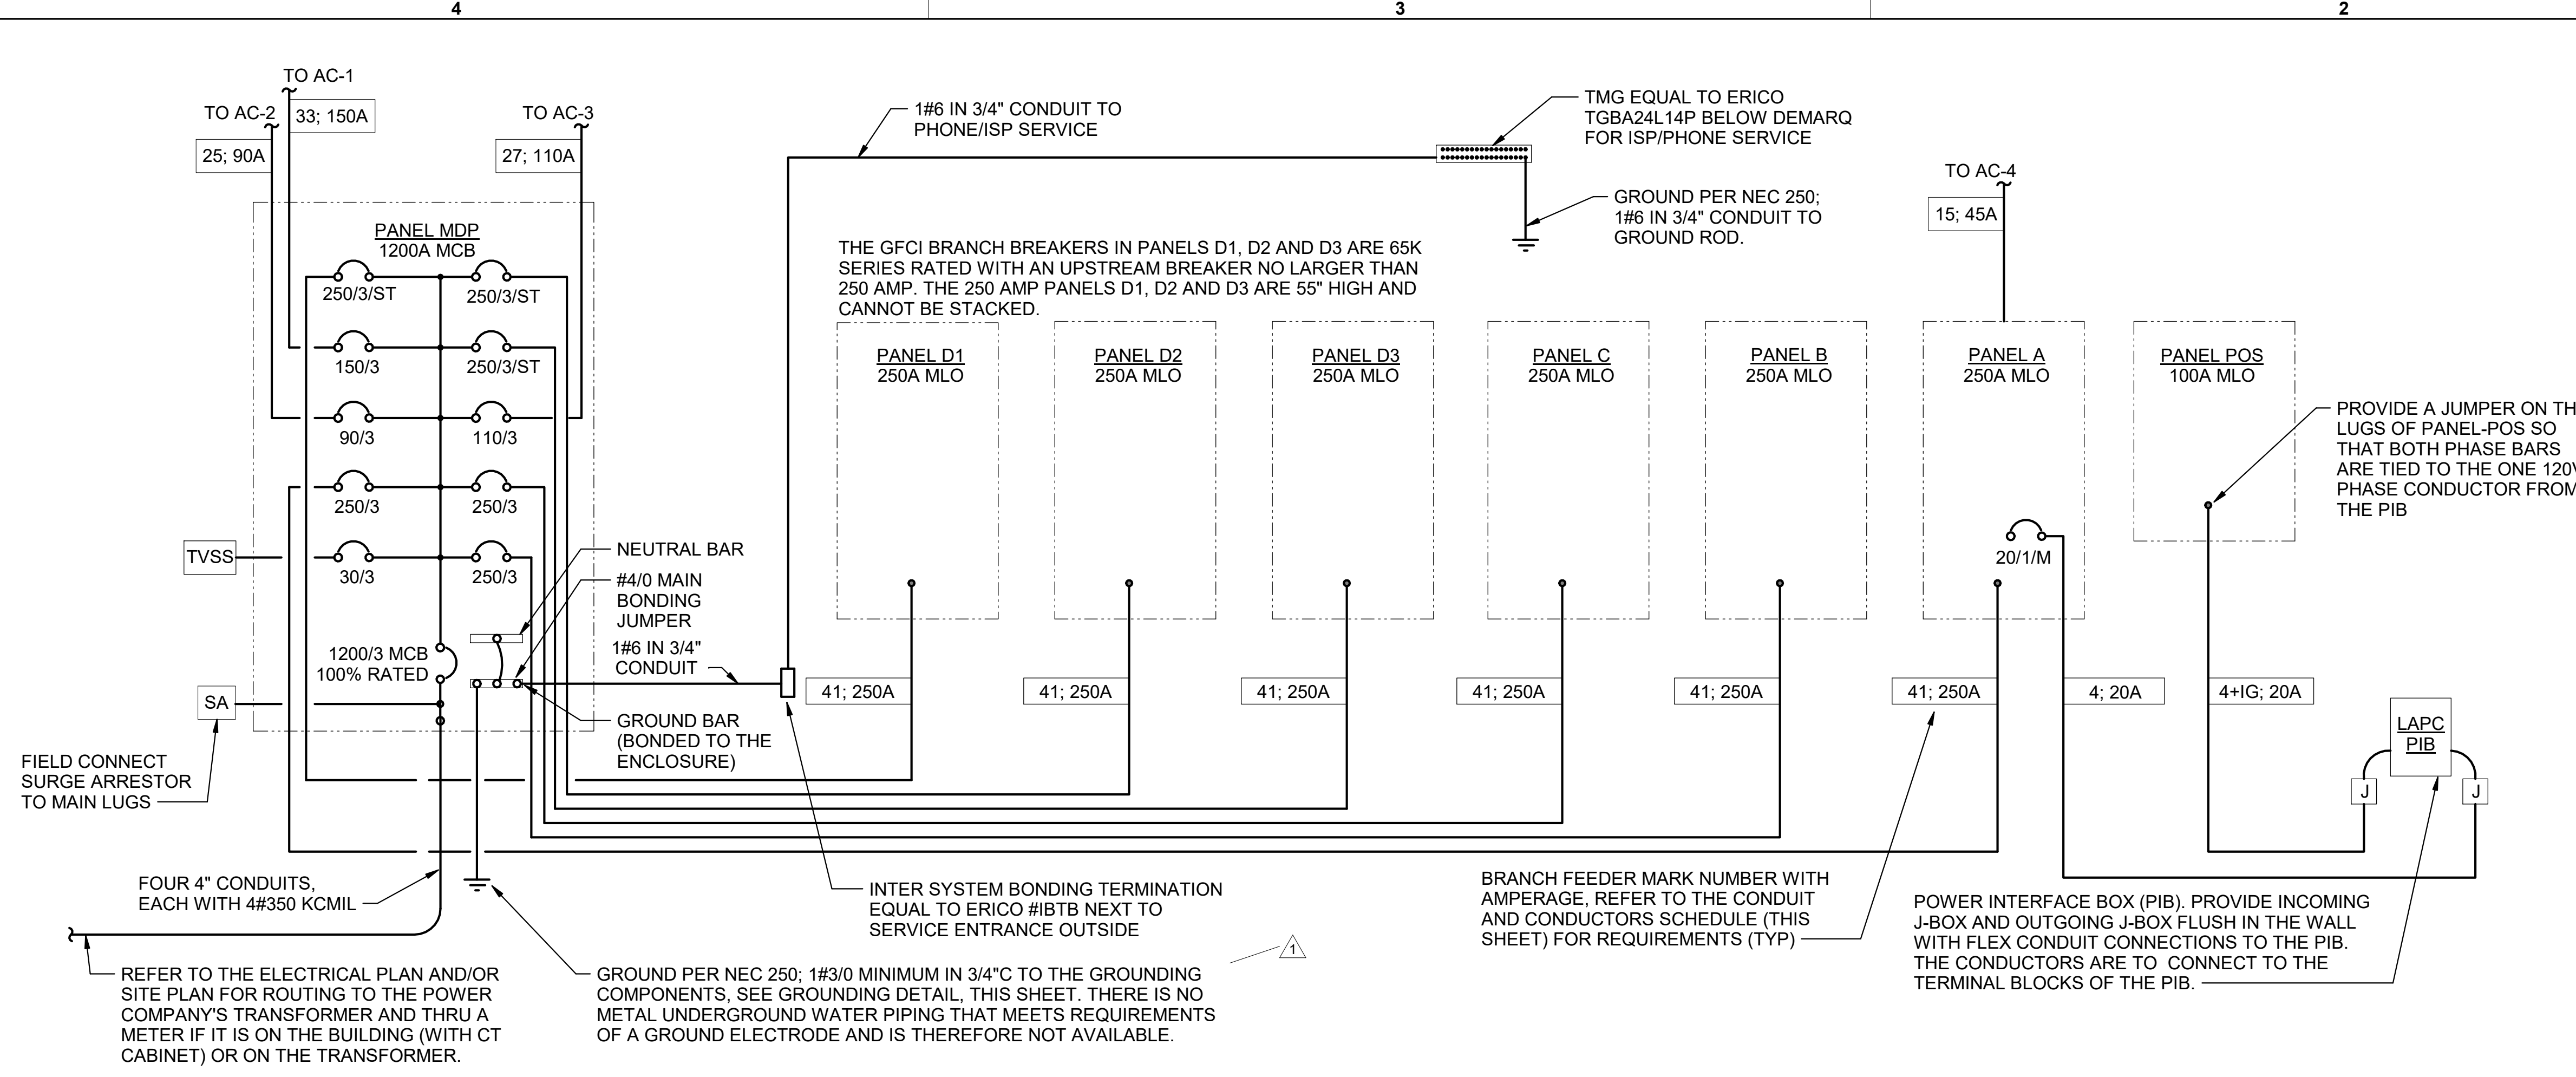 4
3
2
TO AC-1
33; 150A
TO AC-2
25; 90A
TO AC-3
27; 110A
PANEL MDP
1200A MCB
250/3/ST
250/3/ST
150/3
250/3/ST
90/3
110/3
250/3
250/3
30/3
250/3
TVSS
1200/3 MCB
100% RATED
SA
FIELD CONNECT
SURGE ARRESTOR
TO MAIN LUGS
NEUTRAL BAR
#4/0 MAIN
BONDING
JUMPER
1#6 IN 3/4"
CONDUIT
GROUND BAR
(BONDED TO THE
ENCLOSURE)
FOUR 4" CONDUITS,
EACH WITH 4#350 KCMIL
REFER TO THE ELECTRICAL PLAN AND/OR
SITE PLAN FOR ROUTING TO THE POWER
COMPANY'S TRANSFORMER AND THRU A
METER IF IT IS ON THE BUILDING (WITH CT
CABINET) OR ON THE TRANSFORMER.
GROUND PER NEC 250; 1#3/0 MINIMUM IN 3/4"C TO THE GROUNDING
COMPONENTS, SEE GROUNDING DETAIL, THIS SHEET. THERE IS NO
METAL UNDERGROUND WATER PIPING THAT MEETS REQUIREMENTS
OF A GROUND ELECTRODE AND IS THEREFORE NOT AVAILABLE.
1
INTER SYSTEM BONDING TERMINATION
EQUAL TO ERICO #IBTB NEXT TO
SERVICE ENTRANCE OUTSIDE
1#6 IN 3/4" CONDUIT TO
PHONE/ISP SERVICE
TMG EQUAL TO ERICO
TGBA24L14P BELOW DEMARQ
FOR ISP/PHONE SERVICE
GROUND PER NEC 250;
1#6 IN 3/4" CONDUIT TO
GROUND ROD.
THE GFCI BRANCH BREAKERS IN PANELS D1, D2 AND D3 ARE 65K
SERIES RATED WITH AN UPSTREAM BREAKER NO LARGER THAN
250 AMP. THE 250 AMP PANELS D1, D2 AND D3 ARE 55" HIGH AND
CANNOT BE STACKED.
TO AC-4
15; 45A
PANEL D1
250A MLO
PANEL D2
250A MLO
PANEL D3
250A MLO
PANEL C
250A MLO
PANEL B
250A MLO
PANEL A
250A MLO
PANEL POS
100A MLO
20/1/M
PROVIDE A JUMPER ON TH
LUGS OF PANEL-POS SO
THAT BOTH PHASE BARS
ARE TIED TO THE ONE 120V
PHASE CONDUCTOR FROM
THE PIB
41; 250A
41; 250A
41; 250A
41; 250A
41; 250A
41; 250A
4; 20A
4+IG; 20A
LAPC
PIB
J
J
BRANCH FEEDER MARK NUMBER WITH
AMPERAGE, REFER TO THE CONDUIT
AND CONDUCTORS SCHEDULE (THIS
SHEET) FOR REQUIREMENTS (TYP)
POWER INTERFACE BOX (PIB). PROVIDE INCOMING
J-BOX AND OUTGOING J-BOX FLUSH IN THE WALL
WITH FLEX CONDUIT CONNECTIONS TO THE PIB.
THE CONDUCTORS ARE TO CONNECT TO THE
TERMINAL BLOCKS OF THE PIB.